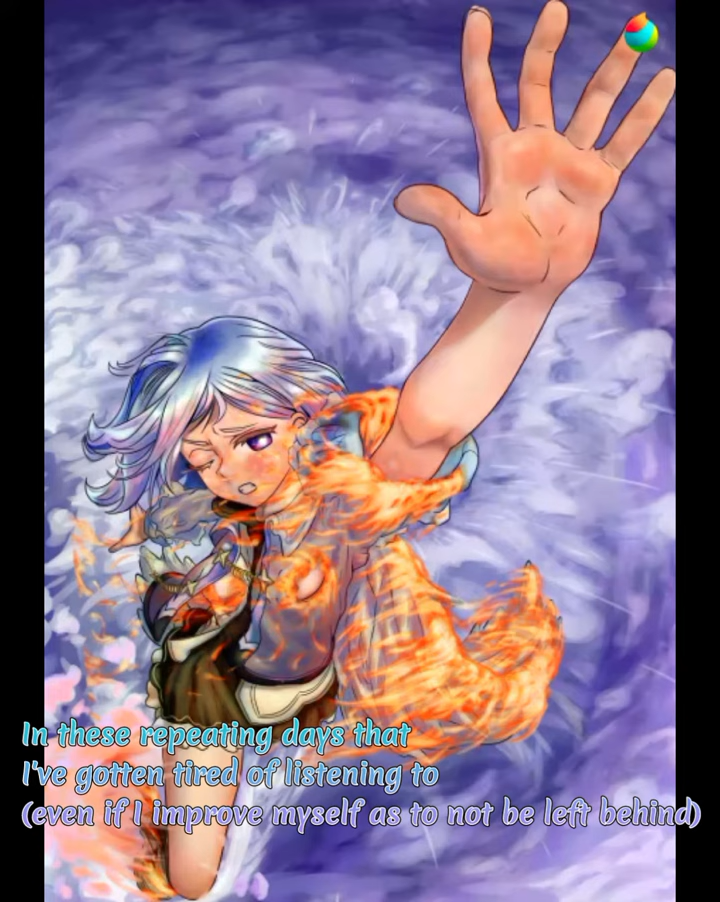 In these repeating days that
I've gotten tired of listening to
(even if I improve myself as to not be left behind)